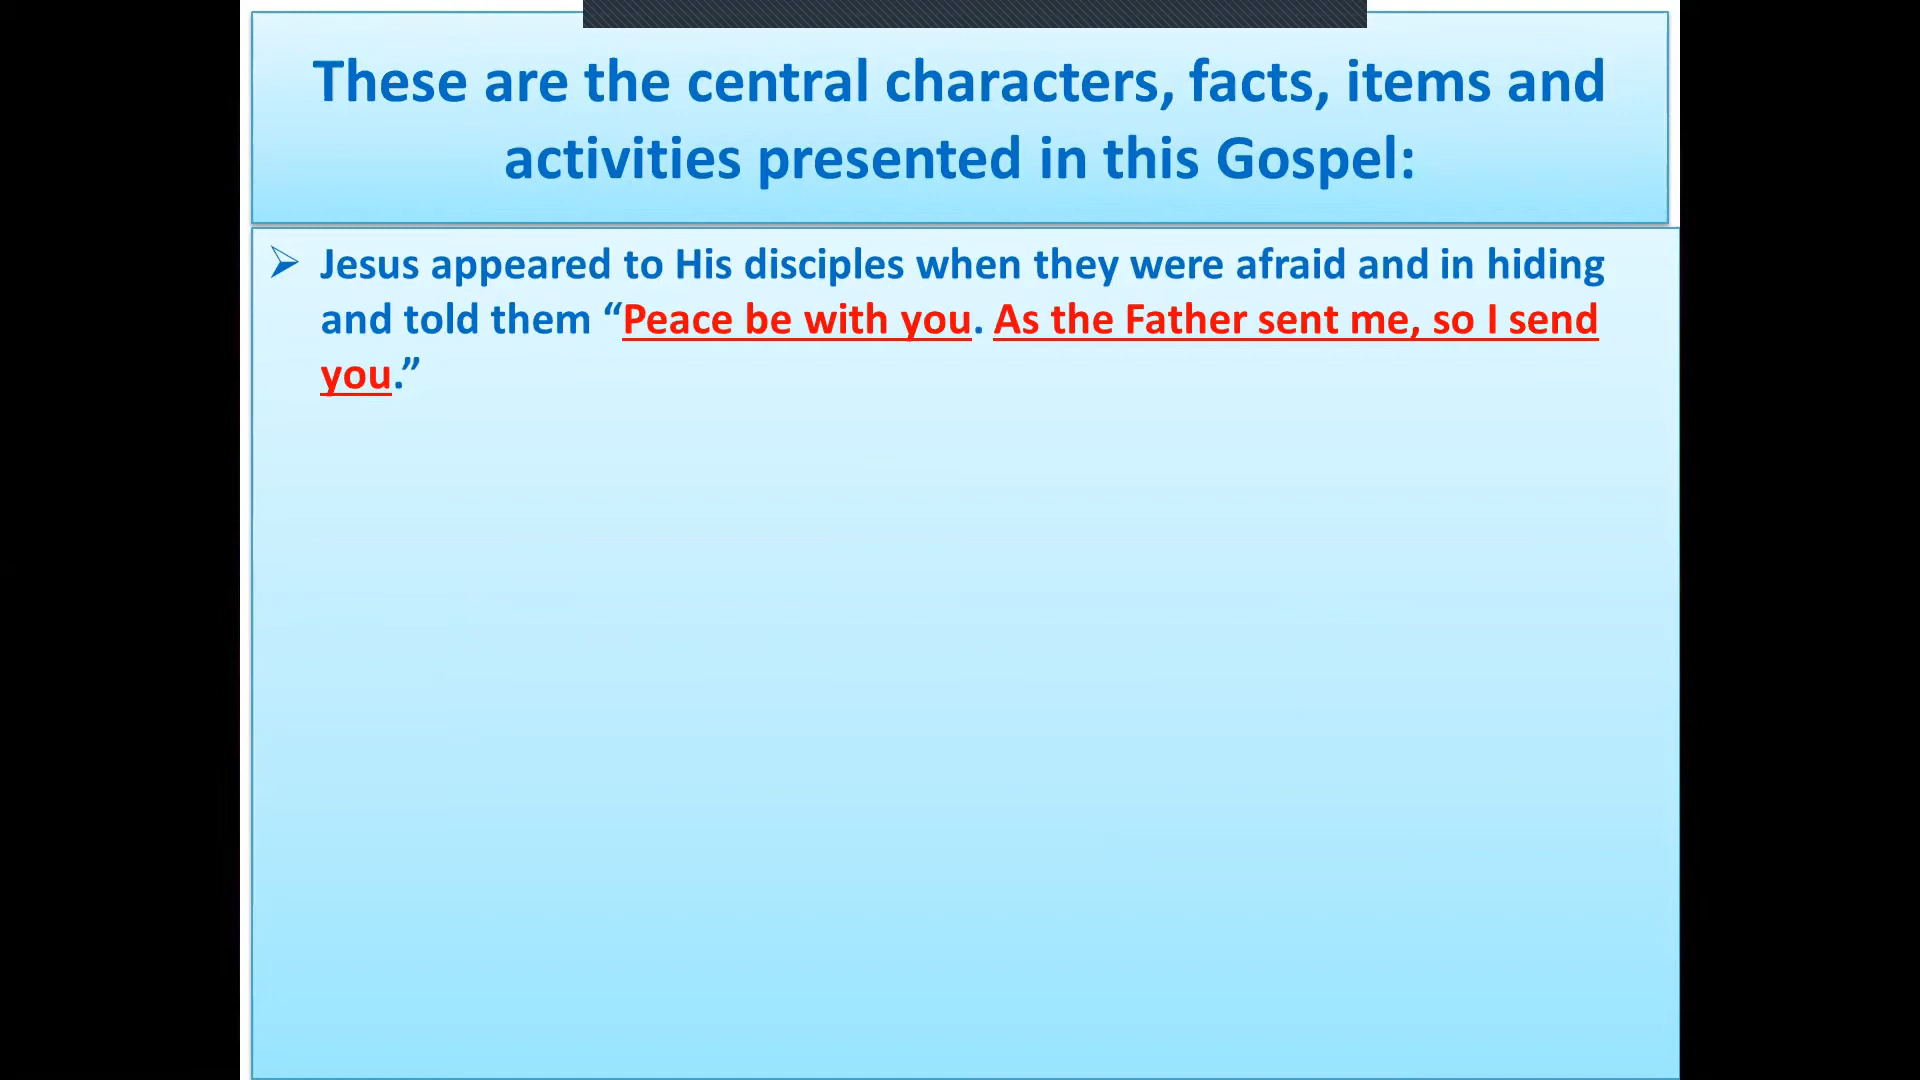 These are the central characters, facts, items and
activities presented in this Gospel:
Jesus appeared to His disciples when they were afraid and in hiding
and told them “Peace be with you. As the Father sent me, so I send
you.”